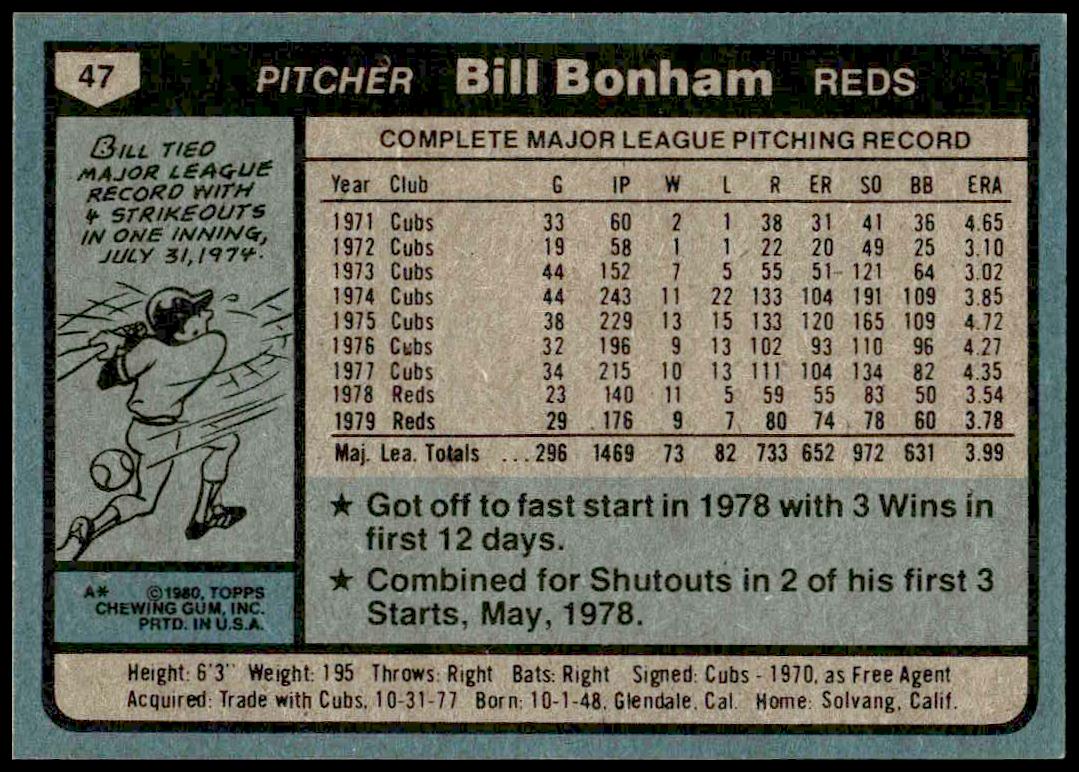 47
PITCHER Bill Bonham REDS
BILL TIED
MAJOR LEAGUE
RECORD WITH
4 STRIKEOUTS
IN ONE INNING,
JULY 31, 1974.
A* ©1980, TOPPS
CHEWING GUM, INC.
PRTD. IN U.S.A.
COMPLETE MAJOR LEAGUE PITCHING RECORD
Year Club G IP W L R ER SO BB ERA
1971 Cubs 33 60 2 1 38 31 41 36 4.65
1972 Cubs 19 58 1 1 22 20 49 25 3.10
1973 Cubs 44 152 7 5 55 51 121 64 3.02
1974 Cubs 44 243 11 22 133 104 191 109 3.85
1975 Cubs 38 229 13 15 133 120 165 109 4.72
1976 Cubs 32 196 9 13 102 93 110 96 4.27
1977 Cubs 34 215 10 13 111 104 134 82 4.35
1978 Reds 23 140 11 5 59 55 83 50 3.54
1979 Reds 29 176 9 7 80 74 78 60 3.78
Maj. Lea. Totals ...296 1469 73 82 733 652 972 631 3.99
★ Got off to fast start in 1978 with 3 Wins in
first 12 days.
★ Combined for Shutouts in 2 of his first 3
Starts, May, 1978.
Height: 6'3" Weight: 195 Throws: Right Bats: Right Signed: Cubs - 1970, as Free Agent
Acquired: Trade with Cubs, 10-31-77 Born: 10-1-48, Glendale, Cal. Home: Solvang, Calif.